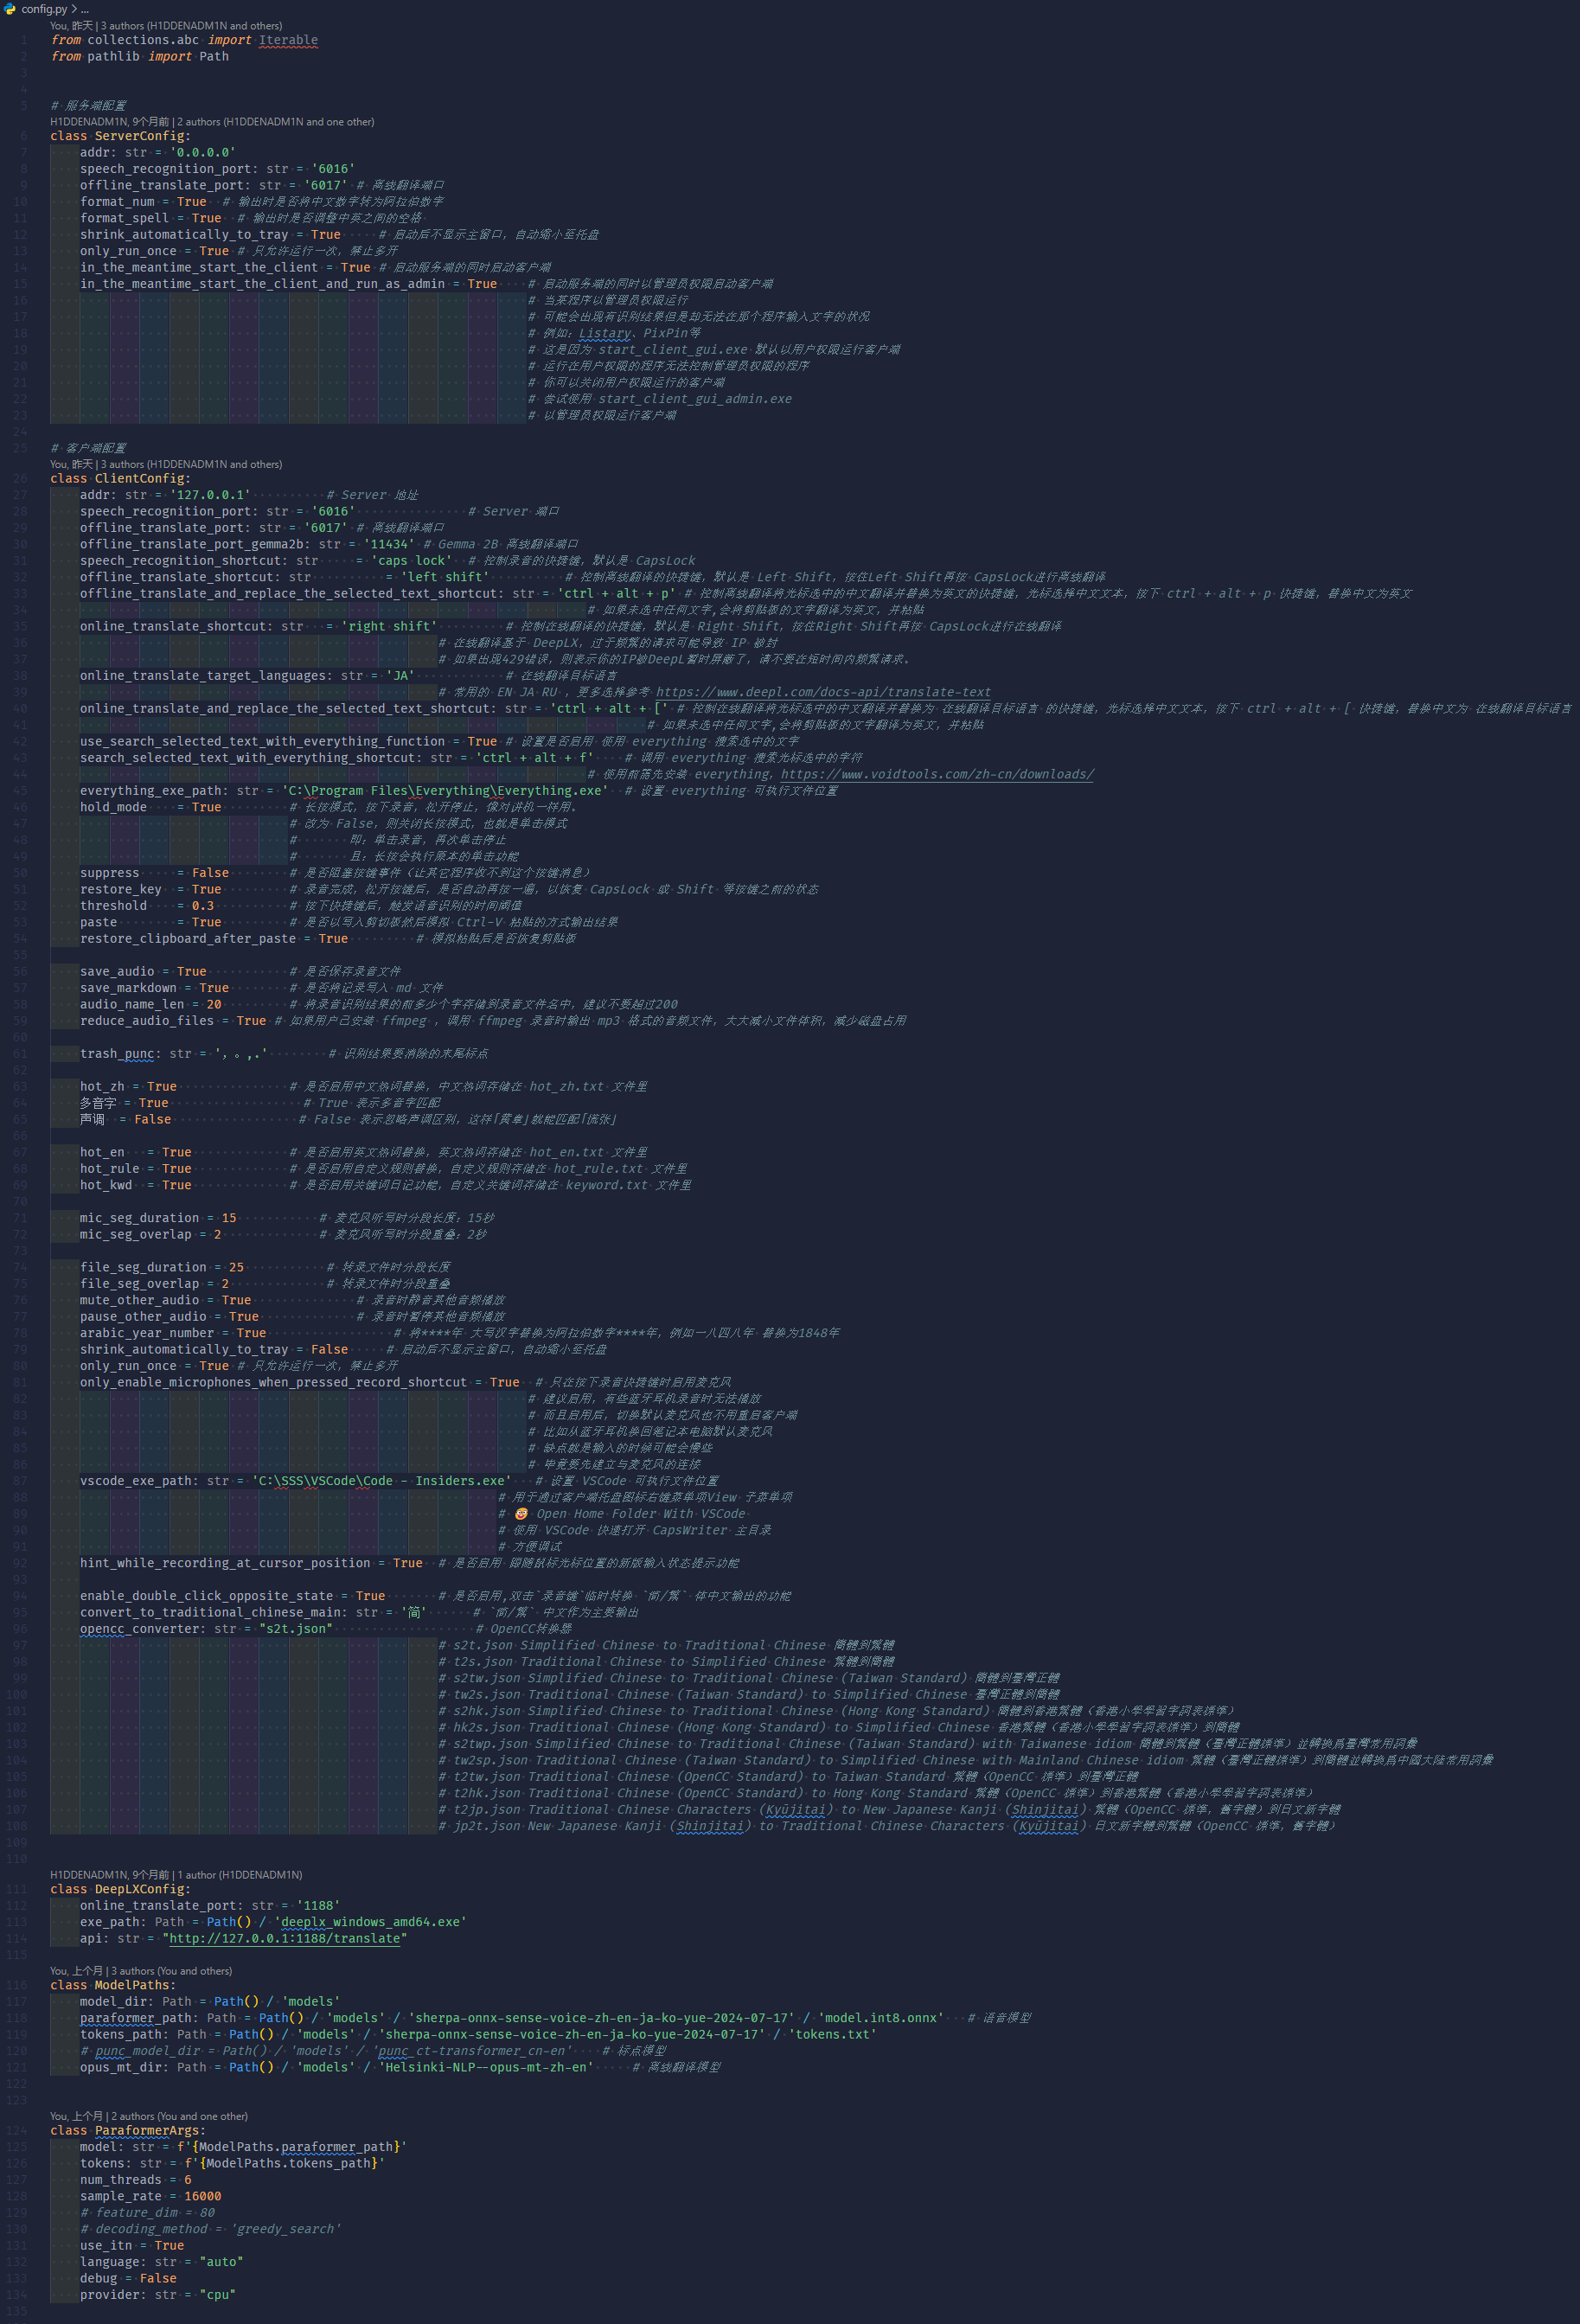 config.py > ...
You, 昨天 | 3 authors (H1DDENADM1N and others)
1 from collections.abc import Iterable
2 from pathlib import Path
3
4
5 # 服务端配置
H1DDENADM1N, 9个月前 | 2 authors (H1DDENADM1N and one other)
6 class ServerConfig:
7 addr: str = '0.0.0.0'
8 speech_recognition_port: str = '6016'
9 offline_translate_port: str = '6017' # 离线翻译端口
10 format_num = True # 输出时是否将中文数字转为阿拉伯数字
11 format_spell = True # 输出时是否调整中英之间的空格
12 shrink_automatically_to_tray = True # 启动后不显示主窗口，自动缩小至托盘
13 only_run_once = True # 只允许运行一次，禁止多开
14 in_the_meantime_start_the_client = True # 启动服务端的同时启动客户端
15 in_the_meantime_start_the_client_and_run_as_admin = True # 启动服务端的同时以管理员权限启动客户端
16 # 当某程序以管理员权限运行
17 # 可能会出现有识别结果但是却无法在那个程序输入文字的状况
18 # 例如：Listary、PixPin等
19 # 这是因为 start_client_gui.exe 默认以用户权限运行客户端
20 # 运行在用户权限的程序无法控制管理员权限的程序
21 # 你可以关闭用户权限运行的客户端
22 # 尝试使用 start_client_gui_admin.exe
23 # 以管理员权限运行客户端
24
25 # 客户端配置
You, 昨天 | 3 authors (H1DDENADM1N and others)
26 class ClientConfig:
27 addr: str = '127.0.0.1' # Server 地址
28 speech_recognition_port: str = '6016' # Server 端口
29 offline_translate_port: str = '6017' # 离线翻译端口
30 offline_translate_port_gemma2b: str = '11434' # Gemma 2B 离线翻译端口
31 speech_recognition_shortcut: str = 'caps lock' # 控制录音的快捷键，默认是 CapsLock
32 offline_translate_shortcut: str = 'left shift' # 控制离线翻译的快捷键，默认是 Left Shift，按住Left Shift再按 CapsLock进行离线翻译
33 offline_translate_and_replace_the_selected_text_shortcut: str = 'ctrl + alt + p' # 控制离线翻译将光标选中的中文翻译并替换为英文的快捷键，光标选择中文文本，按下 ctrl + alt + p 快捷键，替换中文为英文
34 # 如果未选中任何文字,会将剪贴板的文字翻译为英文，并粘贴
35 online_translate_shortcut: str = 'right shift' # 控制在线翻译的快捷键，默认是 Right Shift，按住Right Shift再按 CapsLock进行在线翻译
36 # 在线翻译基于 DeepLX，过于频繁的请求可能导致 IP 被封
37 # 如果出现429错误，则表示你的IP被DeepL暂时屏蔽了，请不要在短时间内频繁请求.
38 online_translate_target_languages: str = 'JA' # 在线翻译目标语言
39 # 常用的 EN JA RU ，更多选择参考 https://www.deepl.com/docs-api/translate-text
40 online_translate_and_replace_the_selected_text_shortcut: str = 'ctrl + alt + [' # 控制在线翻译将光标选中的中文翻译并替换为 在线翻译目标语言 的快捷键，光标选择中文文本，按下 ctrl + alt + [ 快捷键，替换中文为 在线翻译目标语言
41 # 如果未选中任何文字,会将剪贴板的文字翻译为英文，并粘贴
42 use_search_selected_text_with_everything_function = True # 设置是否启用 使用 everything 搜索选中的文字
43 search_selected_text_with_everything_shortcut: str = 'ctrl + alt + f' # 调用 everything 搜索光标选中的字符
44 # 使用前需先安装 everything，https://www.voidtools.com/zh-cn/downloads/
45 everything_exe_path: str = 'C:\Program Files\Everything\Everything.exe' # 设置 everything 可执行文件位置
46 hold_mode = True # 长按模式，按下录音，松开停止，像对讲机一样用.
47 # 改为 False，则关闭长按模式，也就是单击模式
48 # 即：单击录音，再次单击停止
49 # 且：长按会执行原本的单击功能
50 suppress = False # 是否阻塞按键事件（让其它程序收不到这个按键消息）
51 restore_key = True # 录音完成，松开按键后，是否自动再按一遍，以恢复 CapsLock 或 Shift 等按键之前的状态
52 threshold = 0.3 # 按下快捷键后，触发语音识别的时间阈值
53 paste = True # 是否以写入剪切板然后模拟 Ctrl-V 粘贴的方式输出结果
54 restore_clipboard_after_paste = True # 模拟粘贴后是否恢复剪贴板
55
56 save_audio = True # 是否保存录音文件
57 save_markdown = True # 是否将记录写入 md 文件
58 audio_name_len = 20 # 将录音识别结果的前多少个字存储到录音文件名中，建议不要超过200
59 reduce_audio_files = True # 如果用户已安装 ffmpeg ，调用 ffmpeg 录音时输出 mp3 格式的音频文件，大大减小文件体积，减少磁盘占用
60
61 trash_punc: str = '，。,.' # 识别结果要消除的末尾标点
62
63 hot_zh = True # 是否启用中文热词替换，中文热词存储在 hot_zh.txt 文件里
64 多音字 = True # True 表示多音字匹配
65 声调 = False # False 表示忽略声调区别，这样「黄章」就能匹配「慌张」
66
67 hot_en = True # 是否启用英文热词替换，英文热词存储在 hot_en.txt 文件里
68 hot_rule = True # 是否启用自定义规则替换，自定义规则存储在 hot_rule.txt 文件里
69 hot_kwd = True # 是否启用关键词日记功能，自定义关键词存储在 keyword.txt 文件里
70
71 mic_seg_duration = 15 # 麦克风听写时分段长度：15秒
72 mic_seg_overlap = 2 # 麦克风听写时分段重叠：2秒
73
74 file_seg_duration = 25 # 转录文件时分段长度
75 file_seg_overlap = 2 # 转录文件时分段重叠
76 mute_other_audio = True # 录音时静音其他音频播放
77 pause_other_audio = True # 录音时暂停其他音频播放
78 arabic_year_number = True # 将****年 大写汉字替换为阿拉伯数字****年，例如一八四八年 替换为1848年
79 shrink_automatically_to_tray = False # 启动后不显示主窗口，自动缩小至托盘
80 only_run_once = True # 只允许运行一次，禁止多开
81 only_enable_microphones_when_pressed_record_shortcut = True # 只在按下录音快捷键时启用麦克风
82 # 建议启用，有些蓝牙耳机录音时无法播放
83 # 而且启用后，切换默认麦克风也不用重启客户端
84 # 比如从蓝牙耳机换回笔记本电脑默认麦克风
85 # 缺点就是输入的时候可能会慢些
86 # 毕竟要先建立与麦克风的连接
87 vscode_exe_path: str = 'C:\SSS\VSCode\Code - Insiders.exe' # 设置 VSCode 可执行文件位置
88 # 用于通过客户端托盘图标右键菜单项View 子菜单项
89 # 🤓 Open Home Folder With VSCode
90 # 使用 VSCode 快速打开 CapsWriter 主目录
91 # 方便调试
92 hint_while_recording_at_cursor_position = True # 是否启用 跟随鼠标光标位置的新版输入状态提示功能
93
94 enable_double_click_opposite_state = True # 是否启用,双击`录音键`临时转换 `简/繁` 体中文输出的功能
95 convert_to_traditional_chinese_main: str = '简' # `简/繁` 中文作为主要输出
96 opencc_converter: str = "s2t.json" # OpenCC转换器
97 # s2t.json Simplified Chinese to Traditional Chinese 簡體到繁體
98 # t2s.json Traditional Chinese to Simplified Chinese 繁體到簡體
99 # s2tw.json Simplified Chinese to Traditional Chinese (Taiwan Standard) 簡體到臺灣正體
100 # tw2s.json Traditional Chinese (Taiwan Standard) to Simplified Chinese 臺灣正體到簡體
101 # s2hk.json Simplified Chinese to Traditional Chinese (Hong Kong Standard) 簡體到香港繁體（香港小學學習字詞表標準）
102 # hk2s.json Traditional Chinese (Hong Kong Standard) to Simplified Chinese 香港繁體（香港小學學習字詞表標準）到簡體
103 # s2twp.json Simplified Chinese to Traditional Chinese (Taiwan Standard) with Taiwanese idiom 簡體到繁體（臺灣正體標準）並轉換爲臺灣常用詞彙
104 # tw2sp.json Traditional Chinese (Taiwan Standard) to Simplified Chinese with Mainland Chinese idiom 繁體（臺灣正體標準）到簡體並轉換爲中國大陸常用詞彙
105 # t2tw.json Traditional Chinese (OpenCC Standard) to Taiwan Standard 繁體（OpenCC 標準）到臺灣正體
106 # t2hk.json Traditional Chinese (OpenCC Standard) to Hong Kong Standard 繁體（OpenCC 標準）到香港繁體（香港小學學習字詞表標準）
107 # t2jp.json Traditional Chinese Characters (Kyūjitai) to New Japanese Kanji (Shinjitai) 繁體（OpenCC 標準，舊字體）到日文新字體
108 # jp2t.json New Japanese Kanji (Shinjitai) to Traditional Chinese Characters (Kyūjitai) 日文新字體到繁體（OpenCC 標準，舊字體）
109
110
H1DDENADM1N, 9个月前 | 1 author (H1DDENADM1N)
111 class DeepLXConfig:
112 online_translate_port: str = '1188'
113 exe_path: Path = Path() / 'deeplx_windows_amd64.exe'
114 api: str = "http://127.0.0.1:1188/translate"
115
You, 上个月 | 3 authors (You and others)
116 class ModelPaths:
117 model_dir: Path = Path() / 'models'
118 paraformer_path: Path = Path() / 'models' / 'sherpa-onnx-sense-voice-zh-en-ja-ko-yue-2024-07-17' / 'model.int8.onnx' # 语音模型
119 tokens_path: Path = Path() / 'models' / 'sherpa-onnx-sense-voice-zh-en-ja-ko-yue-2024-07-17' / 'tokens.txt'
120 # punc_model_dir = Path() / 'models' / 'punc_ct-transformer_cn-en' # 标点模型
121 opus_mt_dir: Path = Path() / 'models' / 'Helsinki-NLP--opus-mt-zh-en' # 离线翻译模型
122
123
You, 上个月 | 2 authors (You and one other)
124 class ParaformerArgs:
125 model: str = f'{ModelPaths.paraformer_path}'
126 tokens: str = f'{ModelPaths.tokens_path}'
127 num_threads = 6
128 sample_rate = 16000
129 # feature_dim = 80
130 # decoding_method = 'greedy_search'
131 use_itn = True
132 language: str = "auto"
133 debug = False
134 provider: str = "cpu"
135